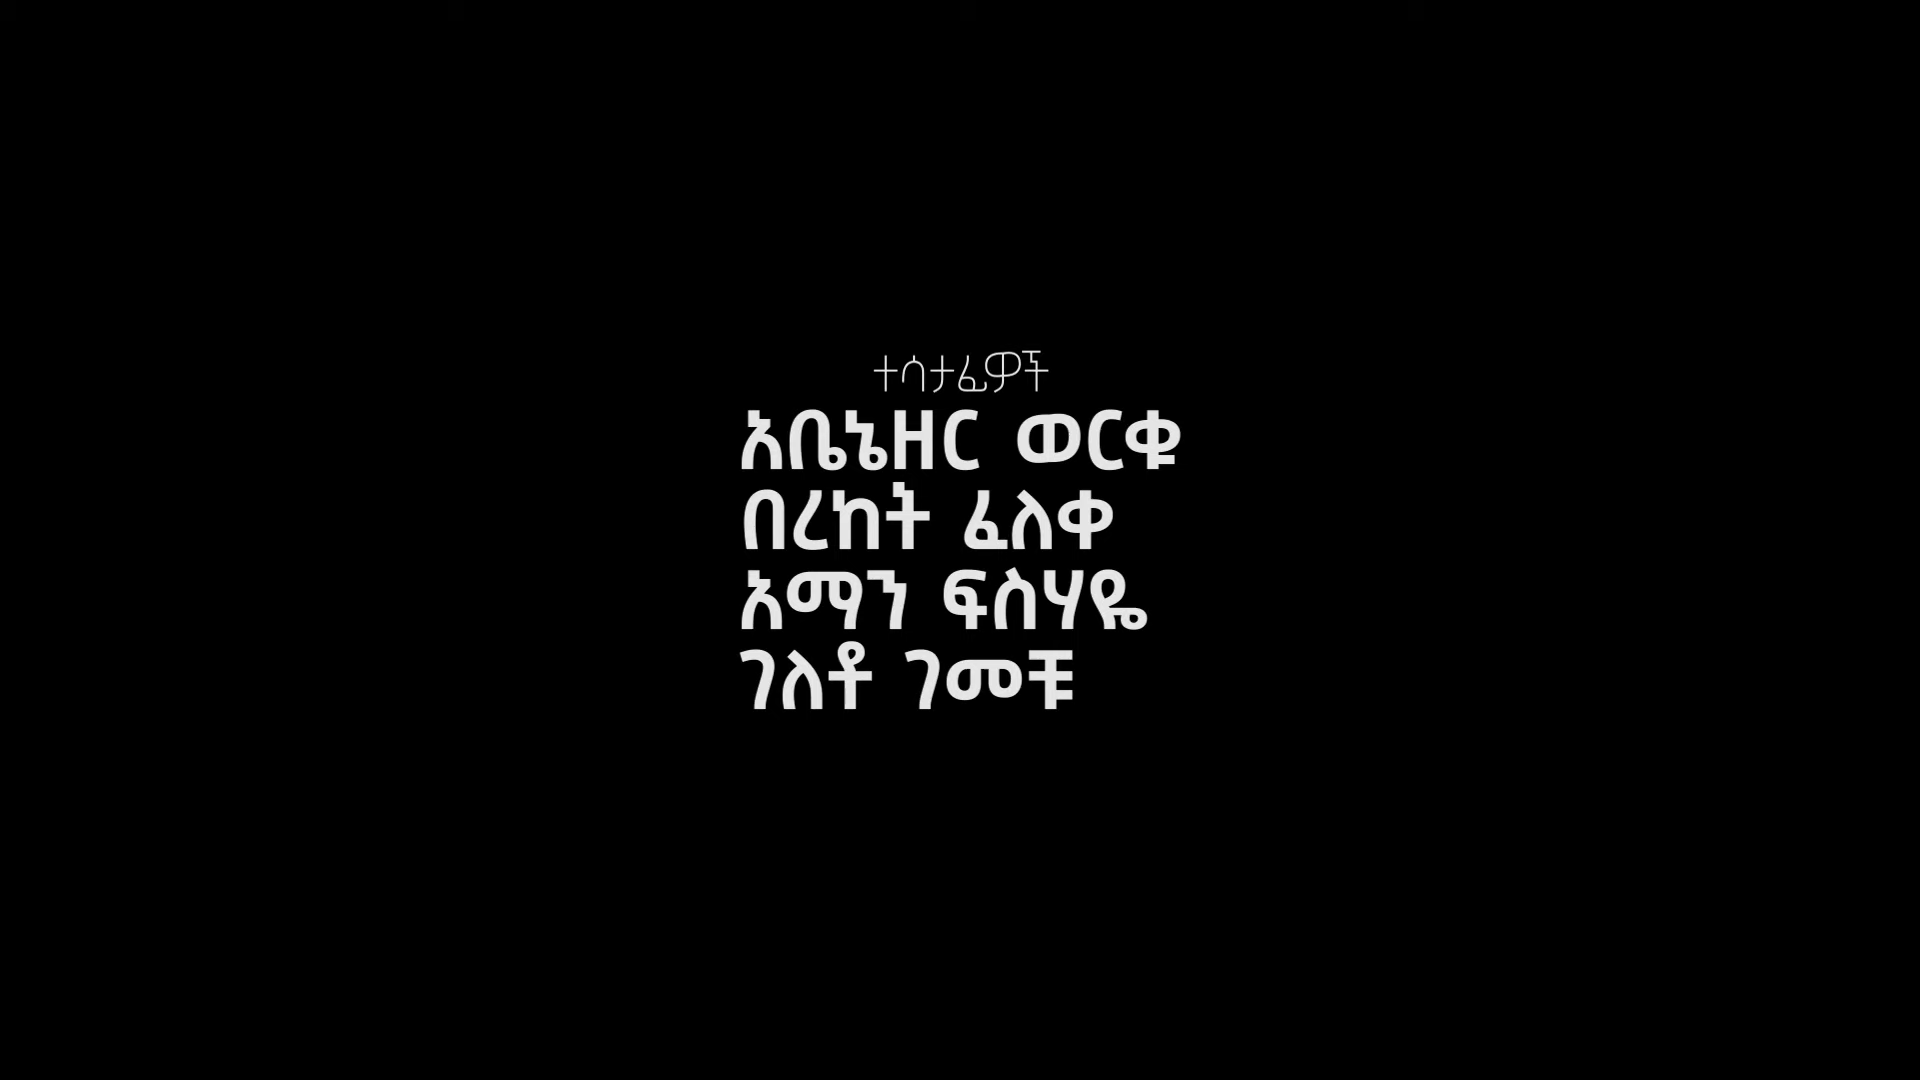 ተሳታፊዎች
አቤኔዘር ወርቁ
በረከት ፈለቀ
አማን ፍስሃዬ
ገለቶ ገመቹ